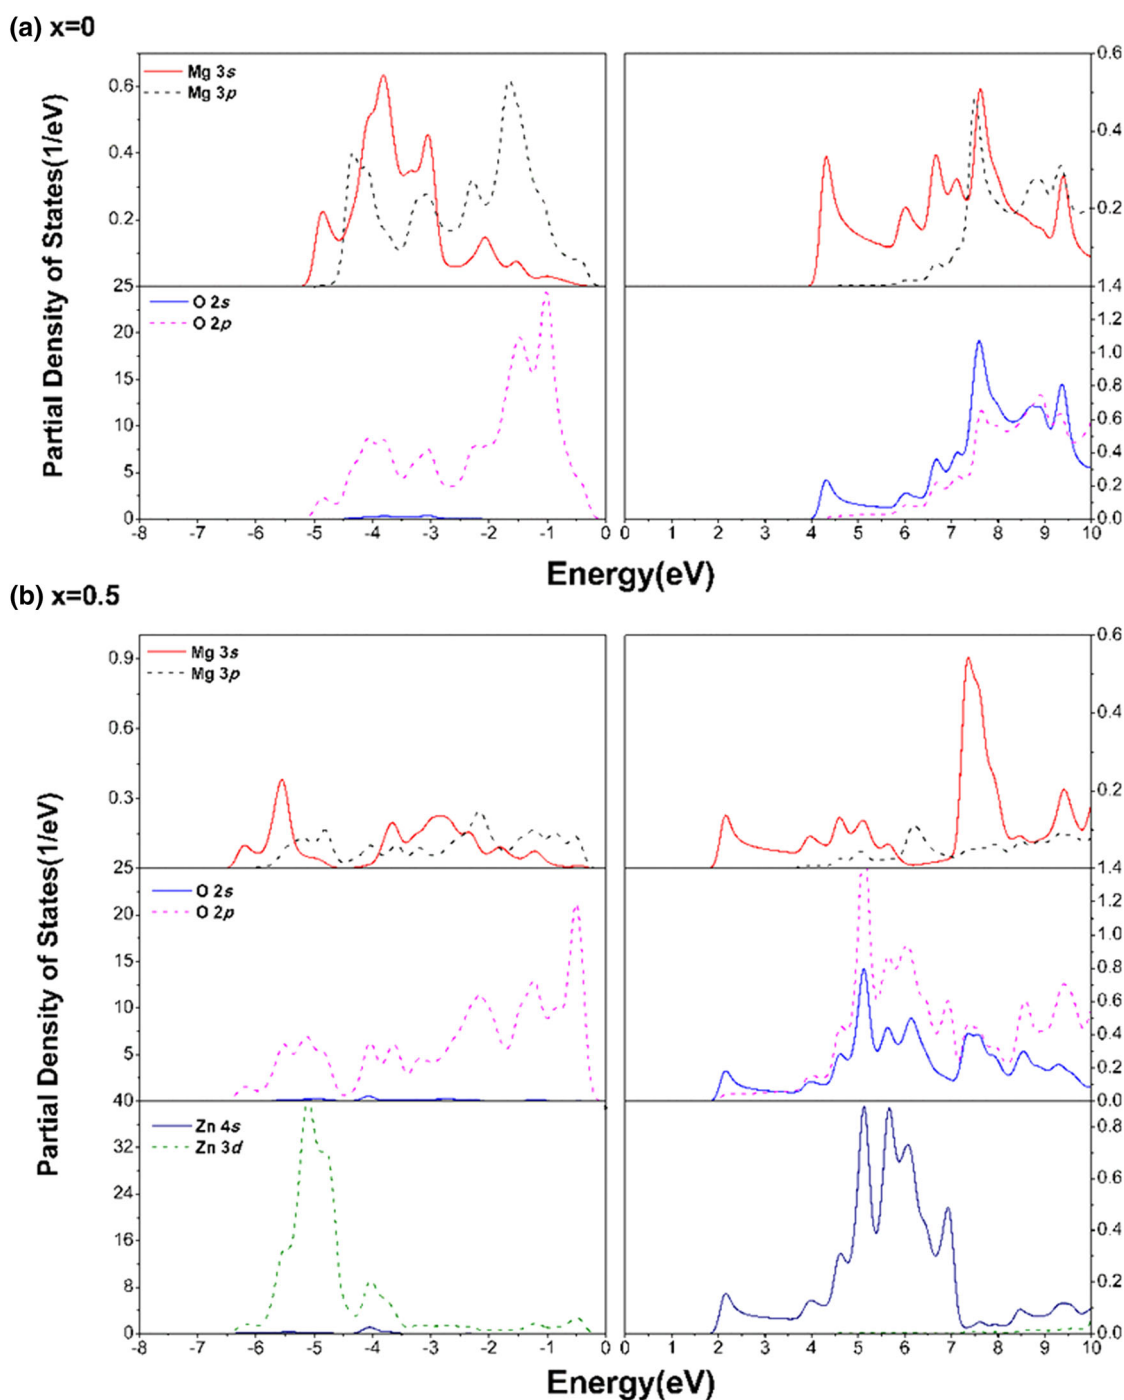 (a) x=0
Partial Density of States(1/eV)
Mg 3s
Mg 3p
0.6
0.4
0.2
0.6
0.4
0.2
O 2s
O 2p
25
20
15
10
5
0
1.4
1.2
1.0
0.8
0.6
0.4
0.2
0.0
-8 -7 -6 -5 -4 -3 -2 -1 0
0 1 2 3 4 5 6 7 8 9 10
Energy(eV)
(b) x=0.5
Partial Density of States(1/eV)
Mg 3s
Mg 3p
0.9
0.6
0.3
0.6
0.4
0.2
O 2s
O 2p
25
20
15
10
5
1.4
1.2
1.0
0.8
0.6
0.4
0.2
0.0
Zn 4s
Zn 3d
40
32
24
16
8
0
0.8
0.6
0.4
0.2
0.0
-8 -7 -6 -5 -4 -3 -2 -1 0
0 1 2 3 4 5 6 7 8 9 10
Energy(eV)